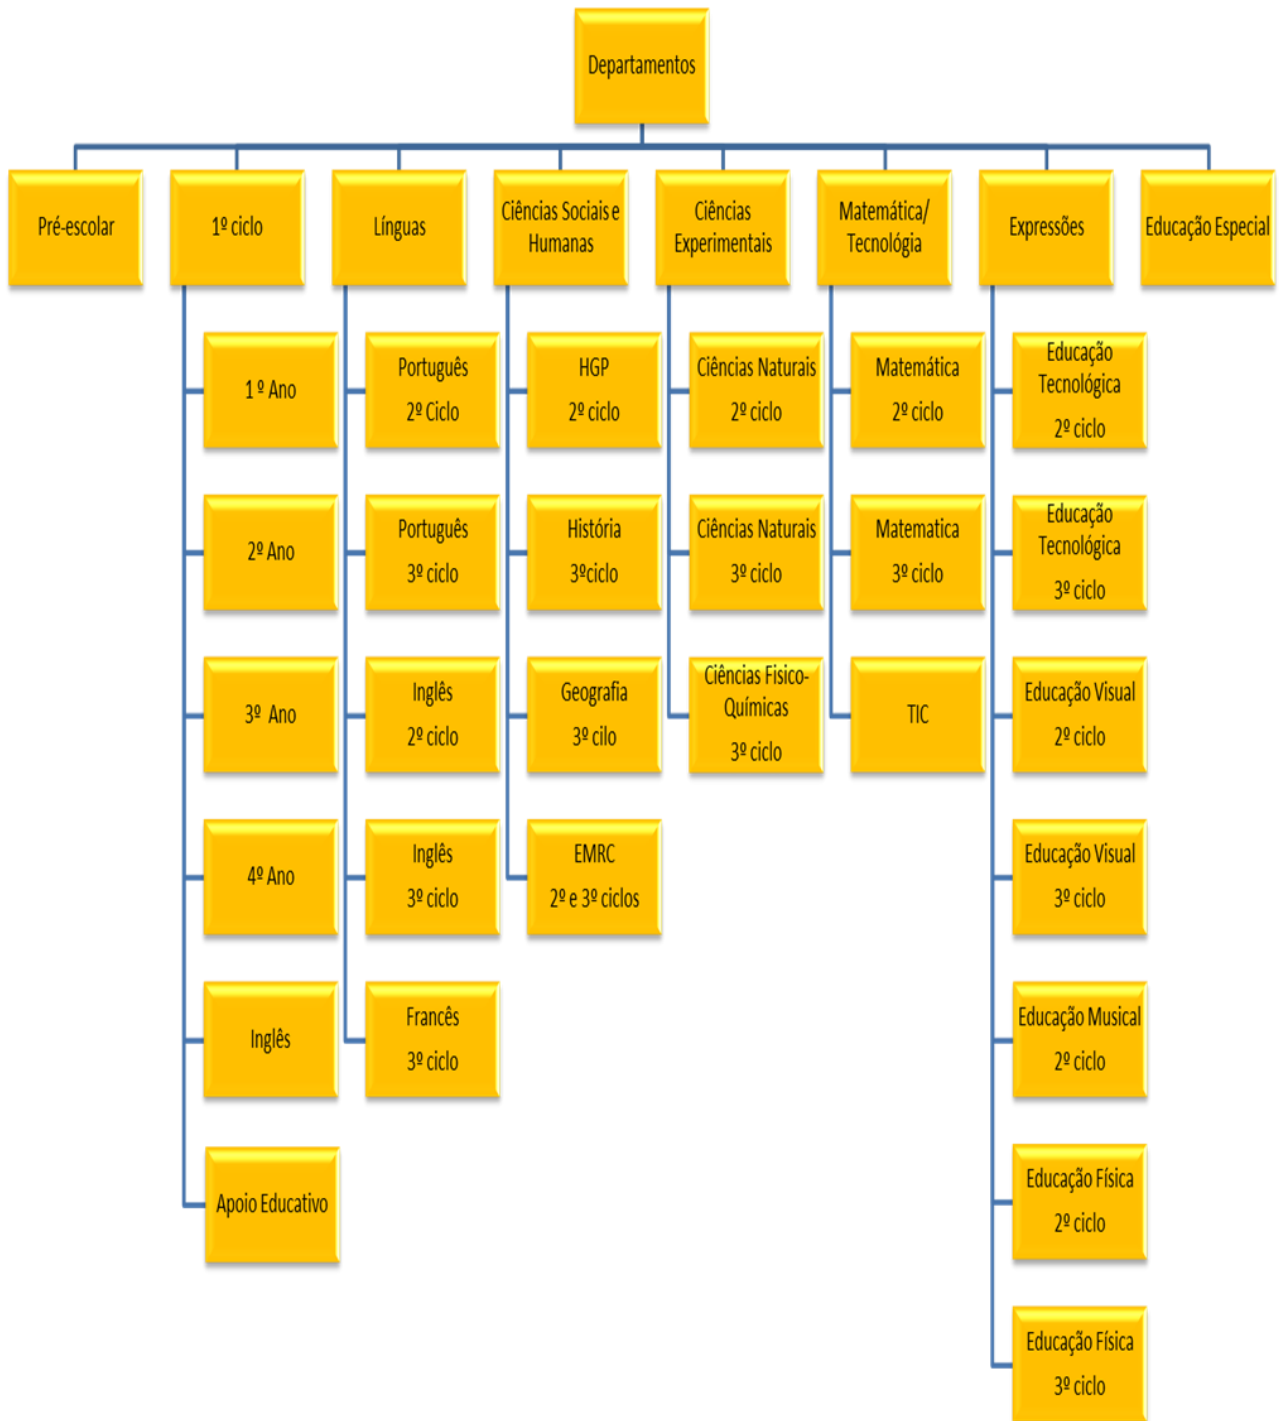 Departamentos
Pré-escolar
1º ciclo
Línguas
Ciências Sociais e
Humanas
Ciências
Experimentais
Matemática/
Tecnológia
Expressões
Educação Especial
1 º Ano
2º Ano
3º Ano
4º Ano
Inglês
Apoio Educativo
Português
2º Ciclo
Português
3º ciclo
Inglês
2º ciclo
Inglês
3º ciclo
Francês
3º ciclo
HGP
2º ciclo
História
3ºciclo
Geografia
3º cilo
EMRC
2º e 3º ciclos
Ciências Naturais
2º ciclo
Ciências Naturais
3º ciclo
Ciências Fisico-
Químicas
3º ciclo
Matemática
2º ciclo
Matematica
3º ciclo
TIC
Educação
Tecnológica
2º ciclo
Educação
Tecnológica
3º ciclo
Educação Visual
2º ciclo
Educação Visual
3º ciclo
Educação Musical
2º ciclo
Educação Física
2º ciclo
Educação Física
3º ciclo